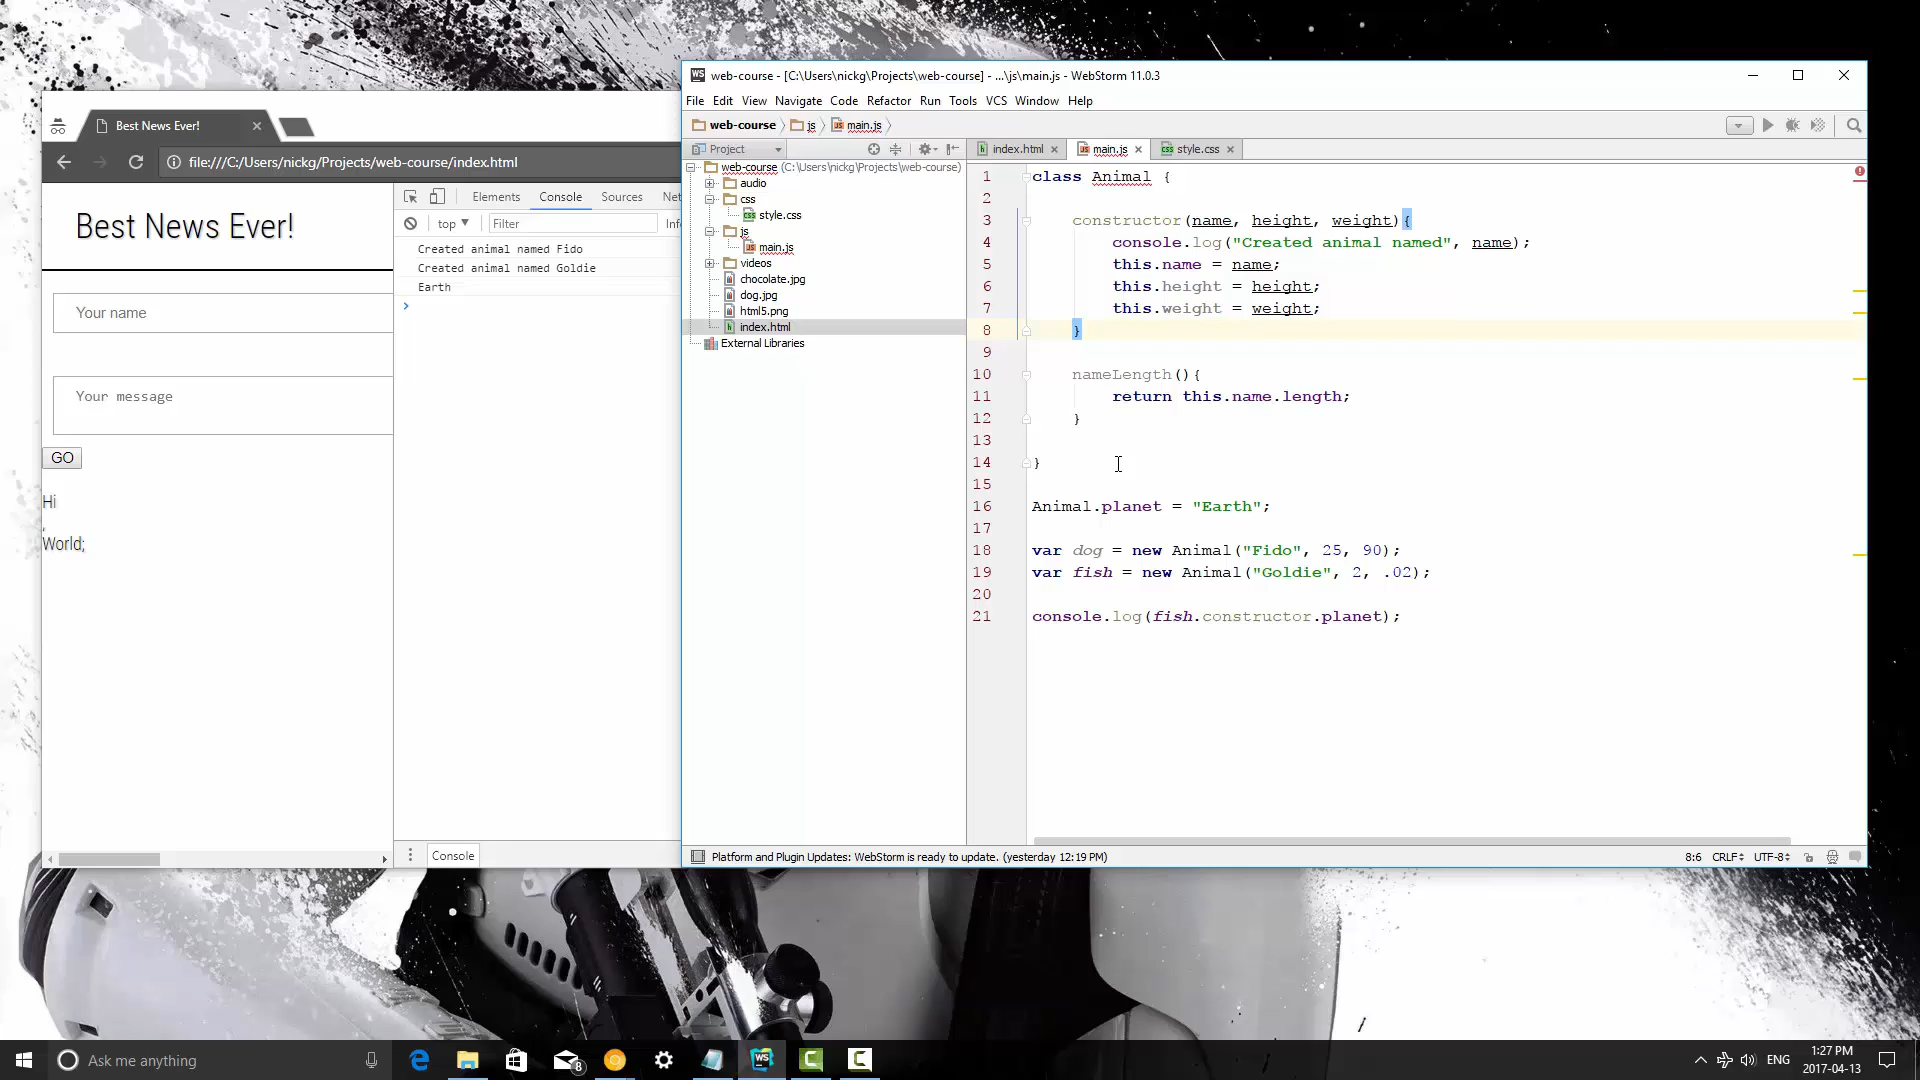 web-course - [C:\Users\nickg\Projects\web-course] - ...\js\main.js - WebStorm 11.0.3
File Edit View Navigate Code Refactor Run Tools VCS Window Help
web-course js main.js
Project
index.html main.js style.css
web-course (C:\Users\nickg\Projects\web-course)
audio
css
style.css
js
main.js
videos
chocolate.jpg
dog.jpg
html5.png
index.html
External Libraries
1 class Animal {
2
3 constructor(name, height, weight){
4 console.log("Created animal named", name);
5 this.name = name;
6 this.height = height;
7 this.weight = weight;
8 }
9
10 nameLength(){
11 return this.name.length;
12 }
13
14 }
15
16 Animal.planet = "Earth";
17
18 var dog = new Animal("Fido", 25, 90);
19 var fish = new Animal("Goldie", 2, .02);
20
21 console.log(fish.constructor.planet);
Platform and Plugin Updates: WebStorm is ready to update. (yesterday 12:19 PM)
8:6 CRLF UTF-8
Best News Ever!
file:///C:/Users/nickg/Projects/web-course/index.html
Best News Ever!
Your name
Your message
GO
Hi
,
World;
Elements Console Sources Net
top Filter Inf
Created animal named Fido
Created animal named Goldie
Earth
Console
Ask me anything
8
WS
ENG
1:27 PM
2017-04-13